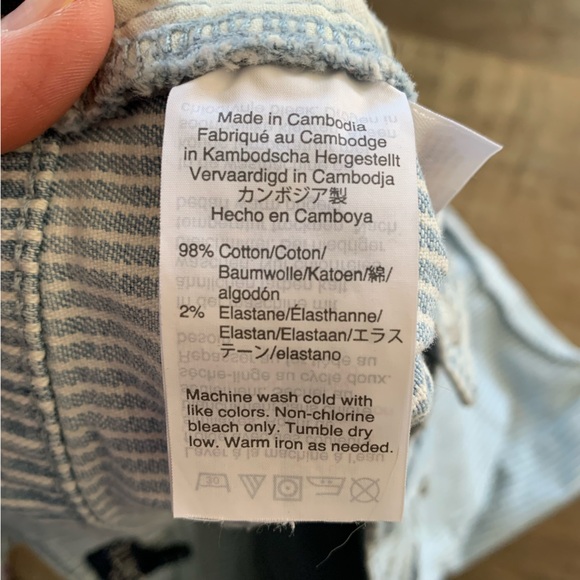 Made in Cambodia
Fabriqué au Cambodge
in Kambodscha Hergestellt
Vervaardigd in Cambodja
カンボジア製
Hecho en Camboya
98% Cotton/Coton/
Baumwolle/Katoen/綿/
algodón
2% Elastane/Élasthanne/
Elastan/Elastaan/エラス
テーン/elastano
Machine wash cold with
like colors. Non-chlorine
bleach only. Tumble dry
low. Warm iron as needed.
30